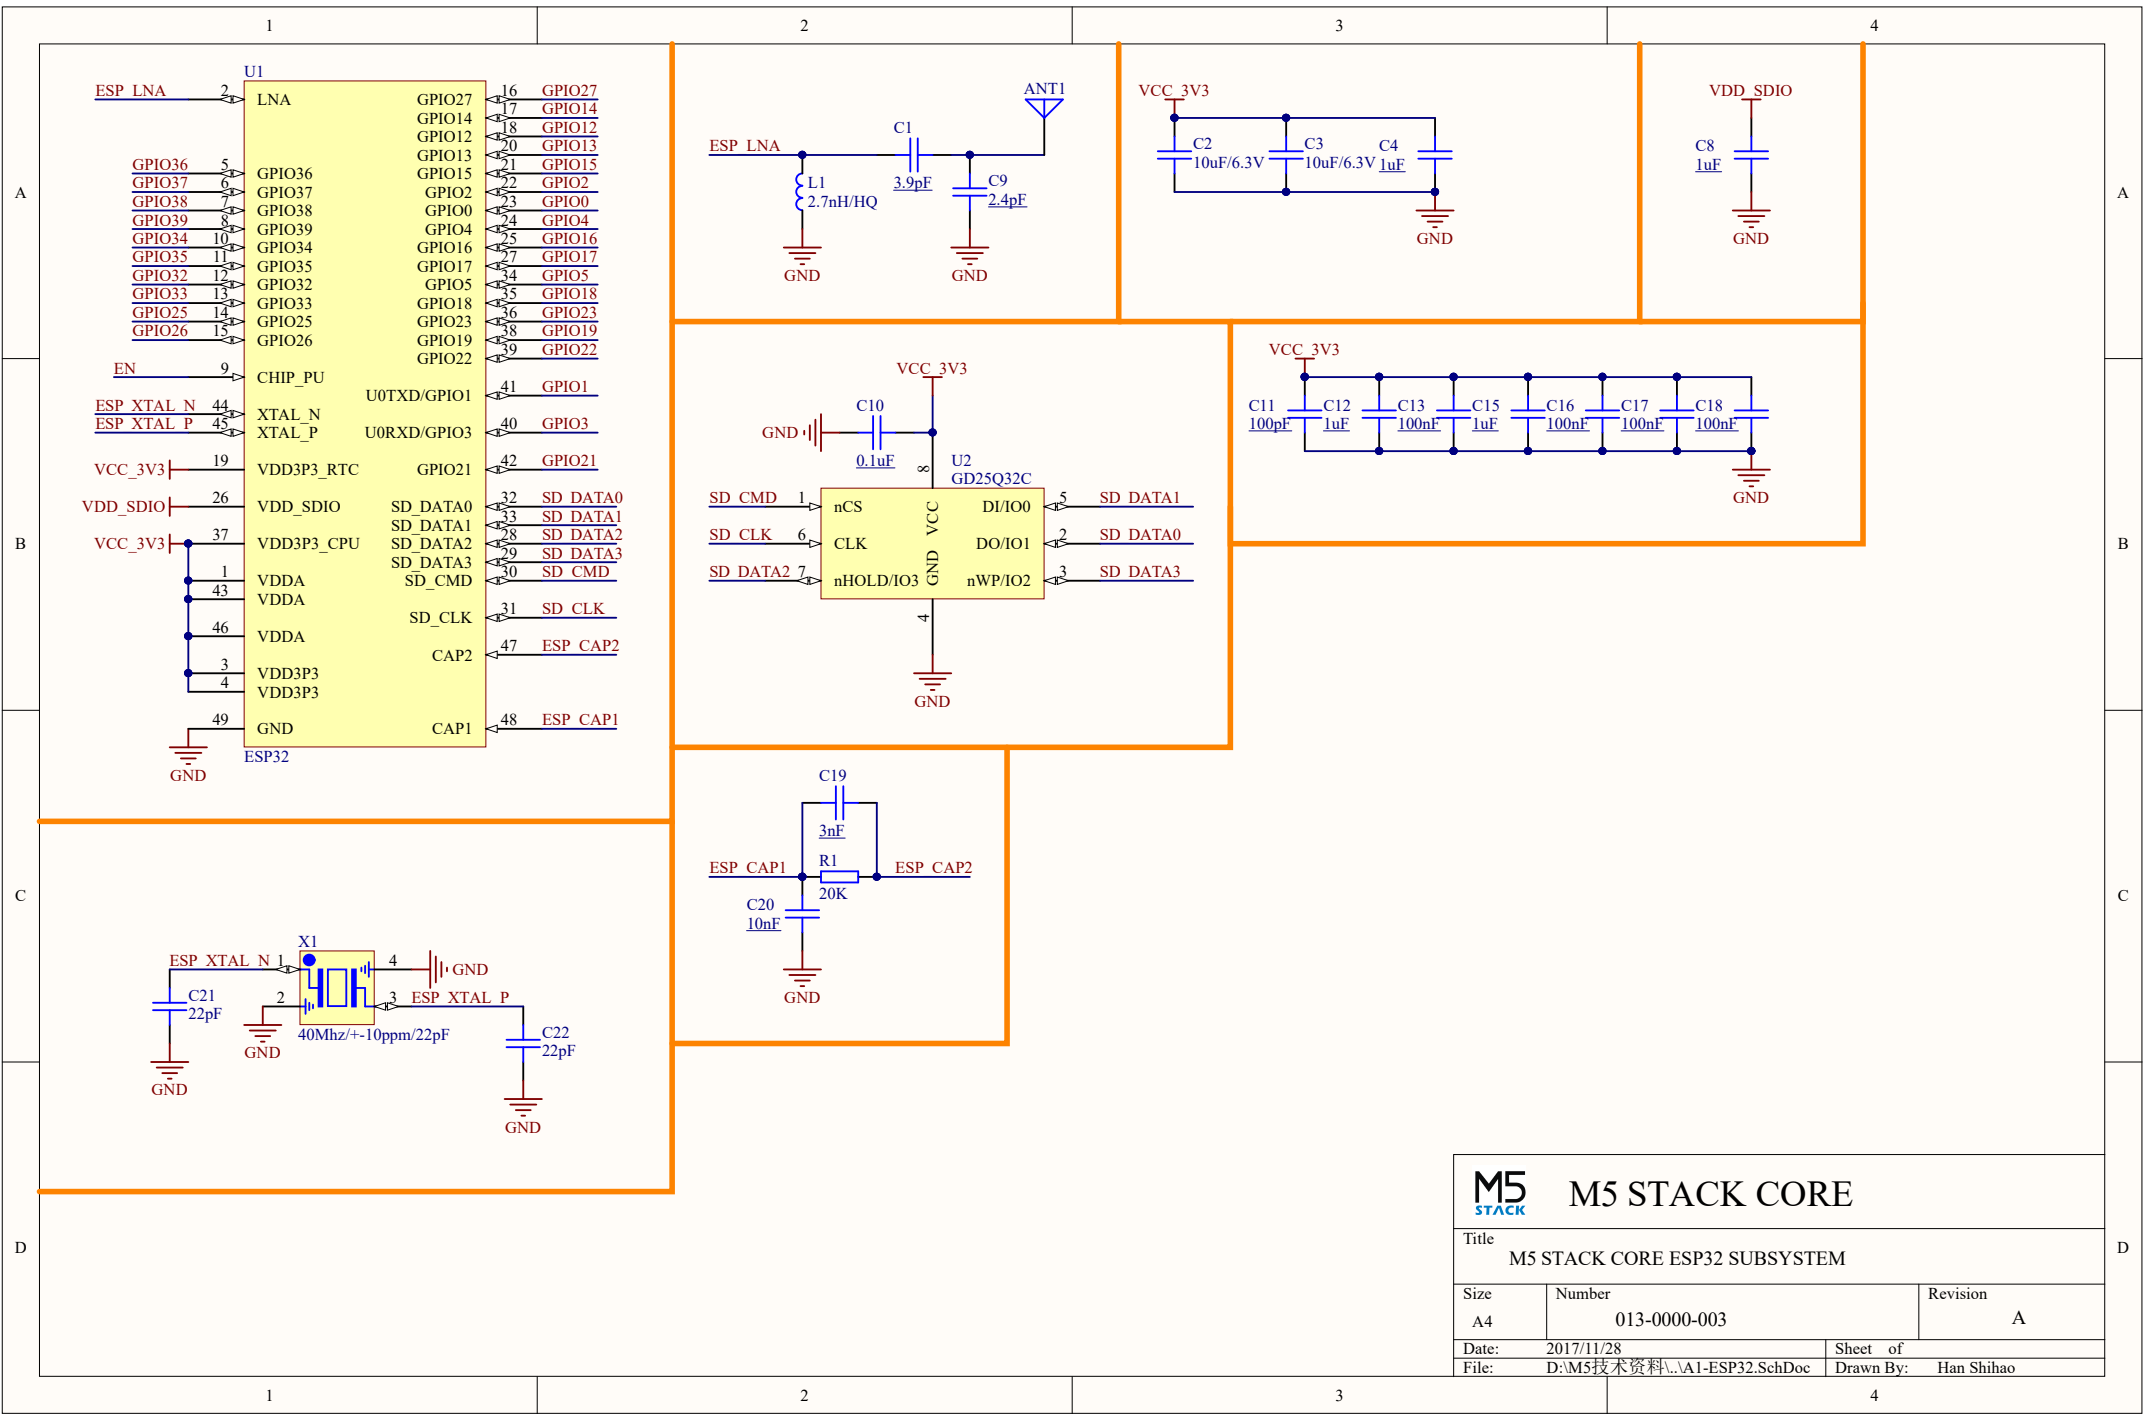 1 2 3 4
A
B
C
D
A
B
C
D
1 2 3 4
U1
ESP_LNA 2 LNA
GPIO36 5 GPIO36
GPIO37 6 GPIO37
GPIO38 7 GPIO38
GPIO39 8 GPIO39
GPIO34 10 GPIO34
GPIO35 11 GPIO35
GPIO32 12 GPIO32
GPIO33 13 GPIO33
GPIO25 14 GPIO25
GPIO26 15 GPIO26
EN 9 CHIP_PU
ESP_XTAL_N 44 XTAL_N
ESP_XTAL_P 45 XTAL_P
VCC_3V3 19 VDD3P3_RTC
VDD_SDIO 26 VDD_SDIO
VCC_3V3 37 VDD3P3_CPU
1 VDDA
43 VDDA
46 VDDA
3 VDD3P3
4 VDD3P3
49 GND
GND
ESP32
GPIO27 16 GPIO27
GPIO14 17 GPIO14
GPIO12 18 GPIO12
GPIO13 20 GPIO13
GPIO15 21 GPIO15
GPIO2 22 GPIO2
GPIO0 23 GPIO0
GPIO4 24 GPIO4
GPIO16 25 GPIO16
GPIO17 27 GPIO17
GPIO5 34 GPIO5
GPIO18 35 GPIO18
GPIO23 36 GPIO23
GPIO19 38 GPIO19
GPIO22 39 GPIO22
U0TXD/GPIO1 41 GPIO1
U0RXD/GPIO3 40 GPIO3
GPIO21 42 GPIO21
SD_DATA0 32 SD_DATA0
SD_DATA1 33 SD_DATA1
SD_DATA2 28 SD_DATA2
SD_DATA3 29 SD_DATA3
SD_CMD 30 SD_CMD
SD_CLK 31 SD_CLK
CAP2 47 ESP_CAP2
CAP1 48 ESP_CAP1
ANT1
ESP_LNA
C1
3.9pF
L1
2.7nH/HQ
C9
2.4pF
GND
GND
VCC_3V3
C2
10uF/6.3V
C3
10uF/6.3V
C4
1uF
GND
VDD_SDIO
C8
1uF
GND
VCC_3V3
C10
GND
0.1uF
8
U2
GD25Q32C
SD_CMD 1 nCS
SD_CLK 6 CLK
SD_DATA2 7 nHOLD/IO3
VCC
GND
DI/IO0 5 SD_DATA1
DO/IO1 2 SD_DATA0
nWP/IO2 3 SD_DATA3
4
GND
VCC_3V3
C11
100pF
C12
1uF
C13
100nF
C15
1uF
C16
100nF
C17
100nF
C18
100nF
GND
C19
3nF
ESP_CAP1
R1
20K
ESP_CAP2
C20
10nF
GND
X1
ESP_XTAL_N 1
4 GND
2
3 ESP_XTAL_P
C21
22pF
GND
40Mhz/+-10ppm/22pF
GND
C22
22pF
GND
M5
STACK
M5 STACK CORE
Title
M5 STACK CORE ESP32 SUBSYSTEM
Size
A4
Number
013-0000-003
Revision
A
Date: 2017/11/28
Sheet of
File: D:\M5技术资料\..\A1-ESP32.SchDoc
Drawn By: Han Shihao